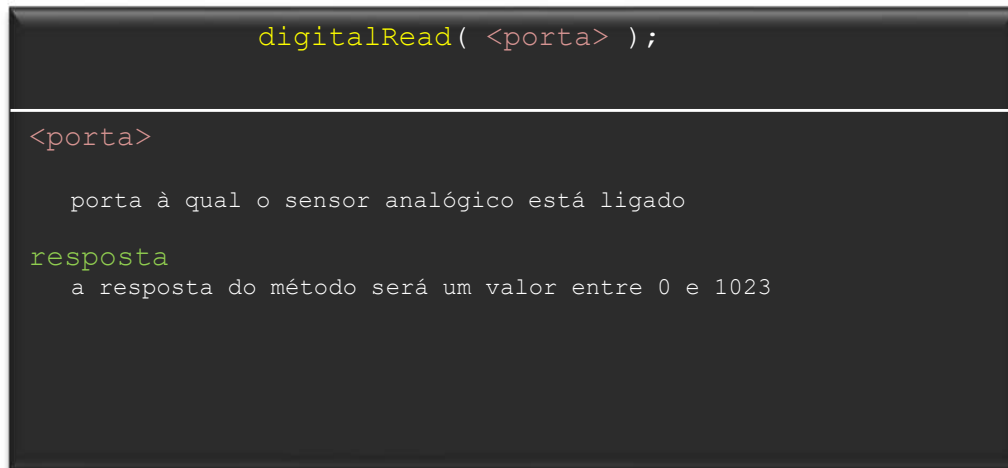 digitalRead( <porta> );
<porta>
porta à qual o sensor analógico está ligado
resposta
a resposta do método será um valor entre 0 e 1023